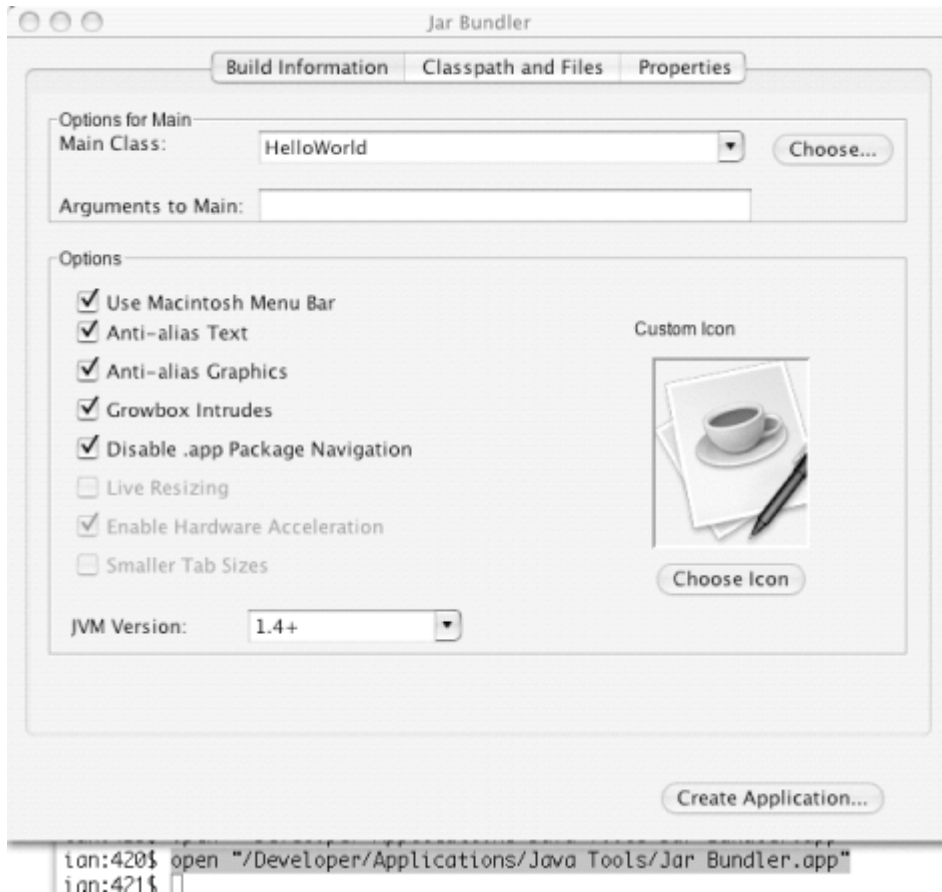 Jar Bundler
Build Information Classpath and Files Properties
Options for Main
Main Class: HelloWorld Choose...
Arguments to Main:
Options
Use Macintosh Menu Bar
Anti-alias Text
Custom Icon
Anti-alias Graphics
Growbox Intrudes
Disable .app Package Navigation
Live Resizing
Enable Hardware Acceleration
Smaller Tab Sizes
Choose Icon
JVM Version: 1.4+
Create Application...
ian:420$ open "/Developer/Applications/Java Tools/Jar Bundler.app"
ian:421$